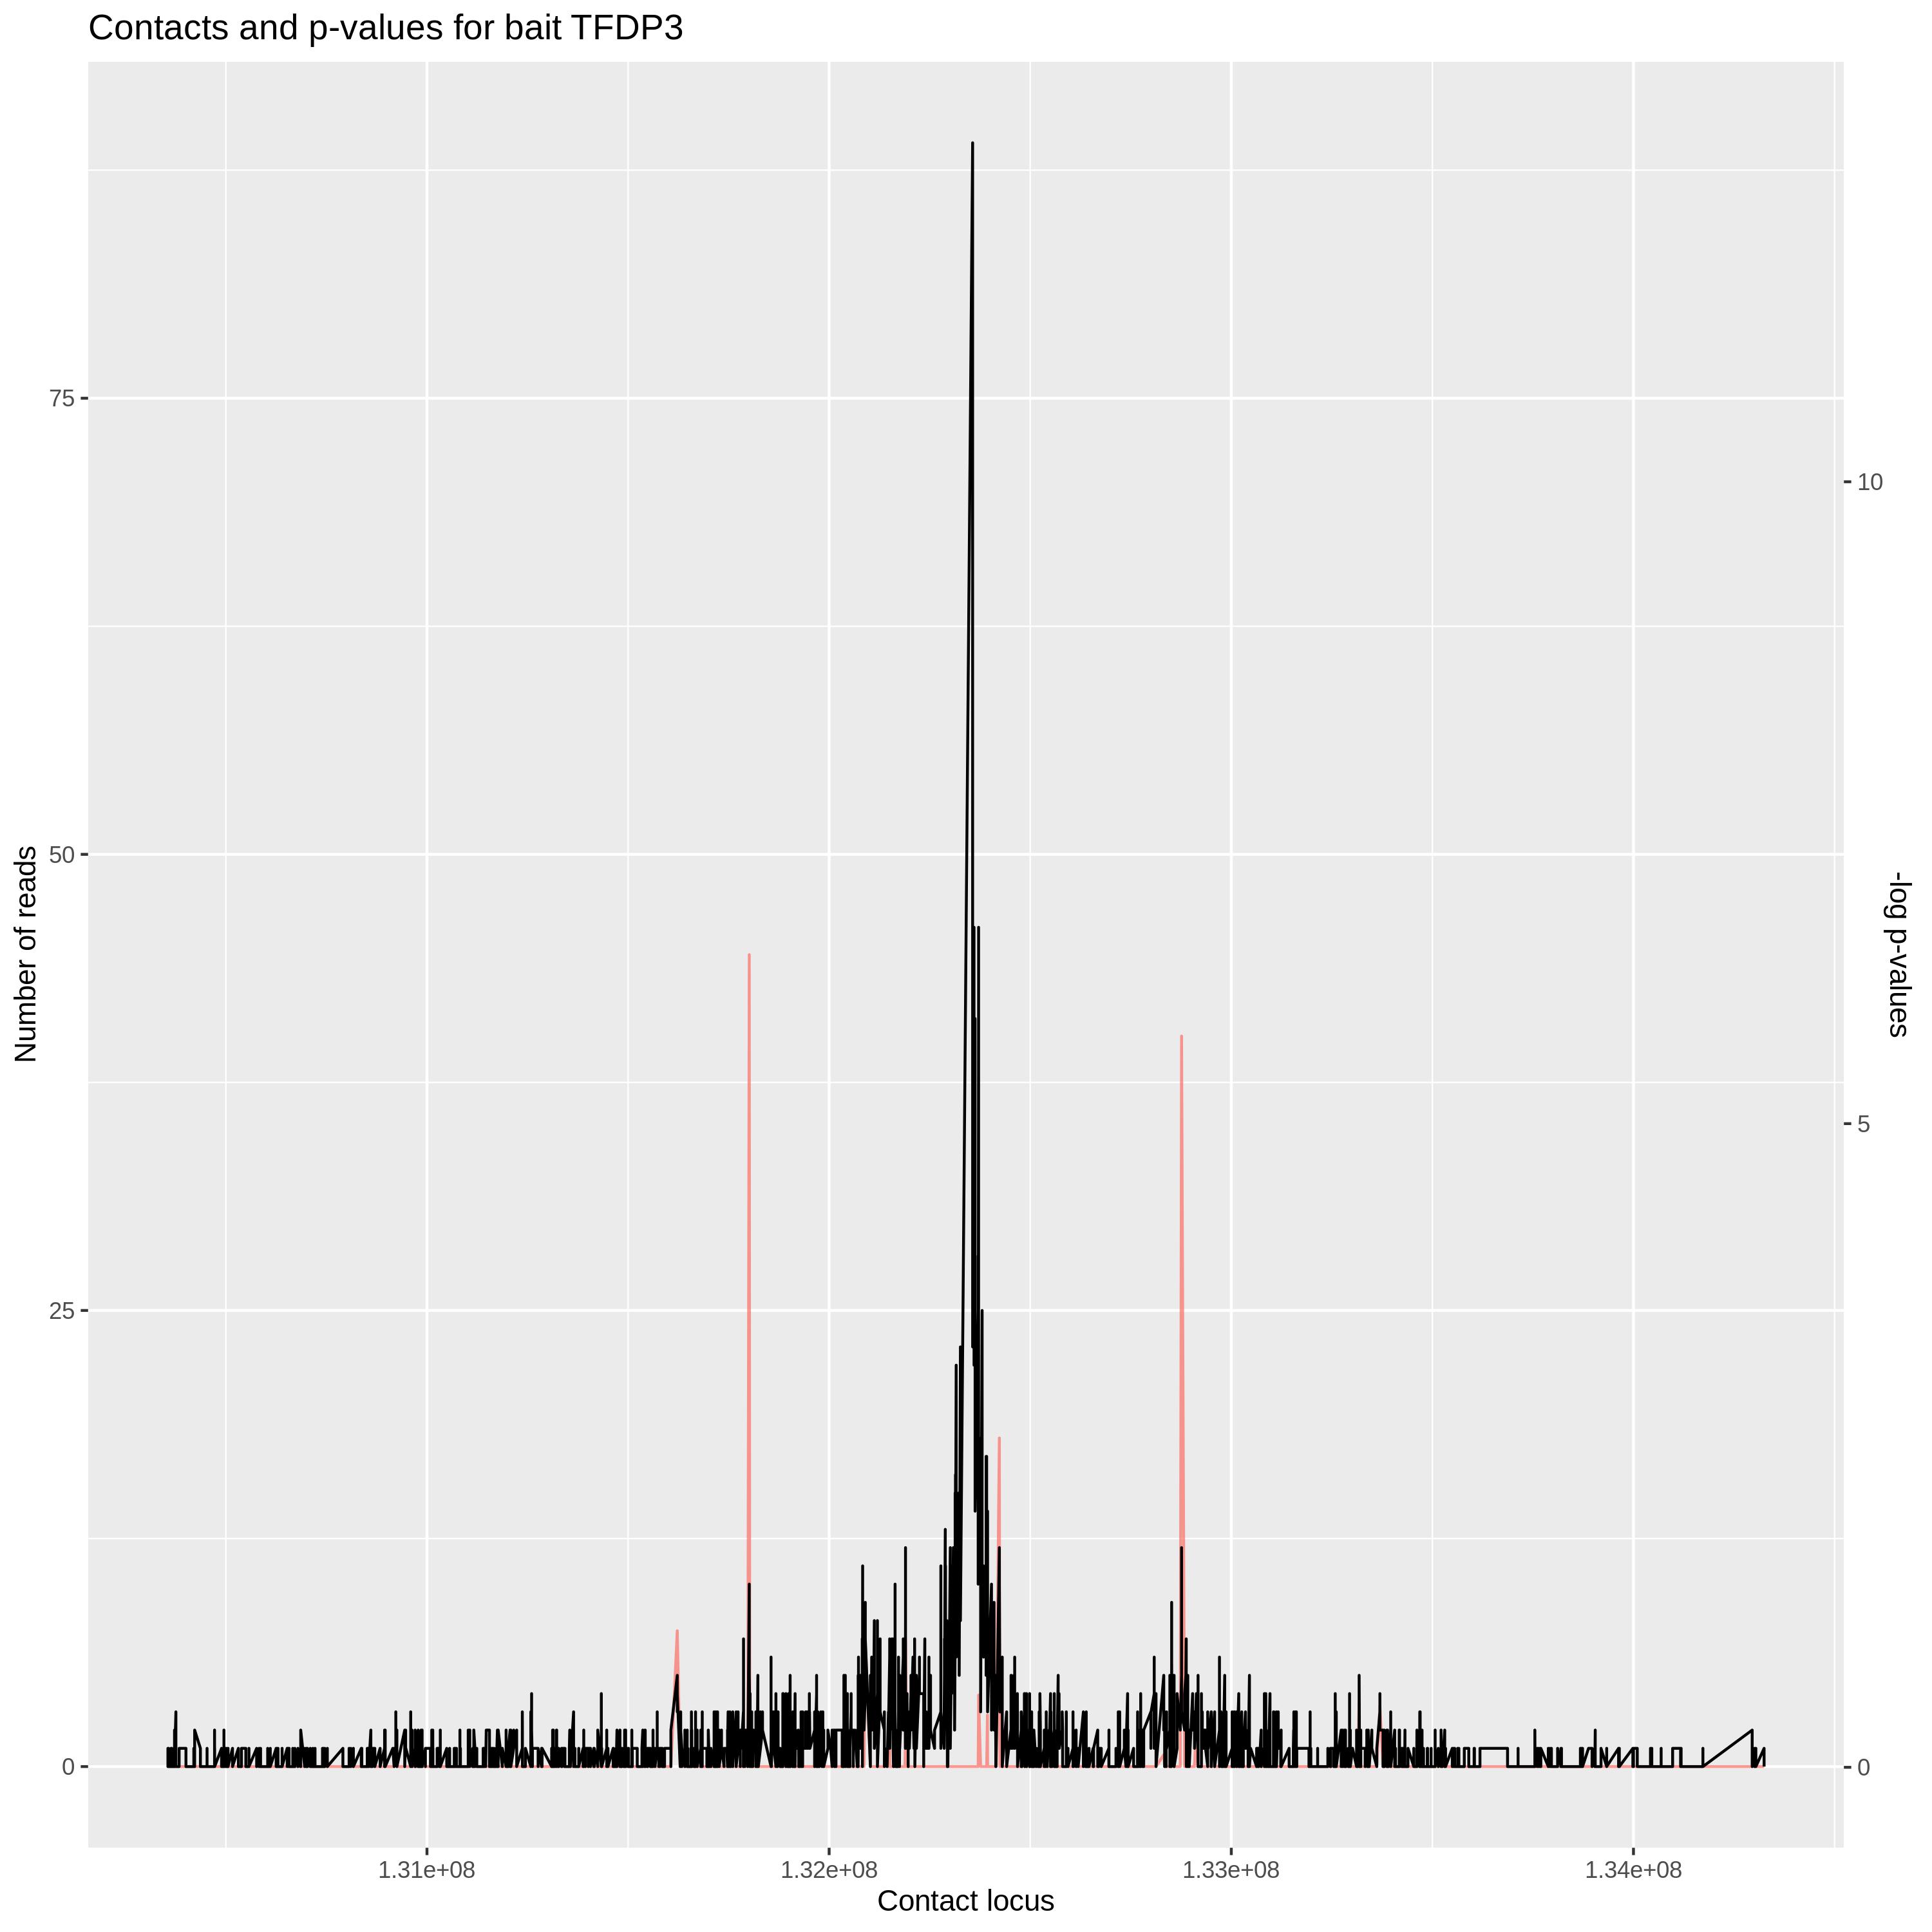 Contacts and p-values for bait TFDP3
75
50
25
0
10
5
0
Number of reads
-log p-values
1.31e+08
1.32e+08
1.33e+08
1.34e+08
Contact locus